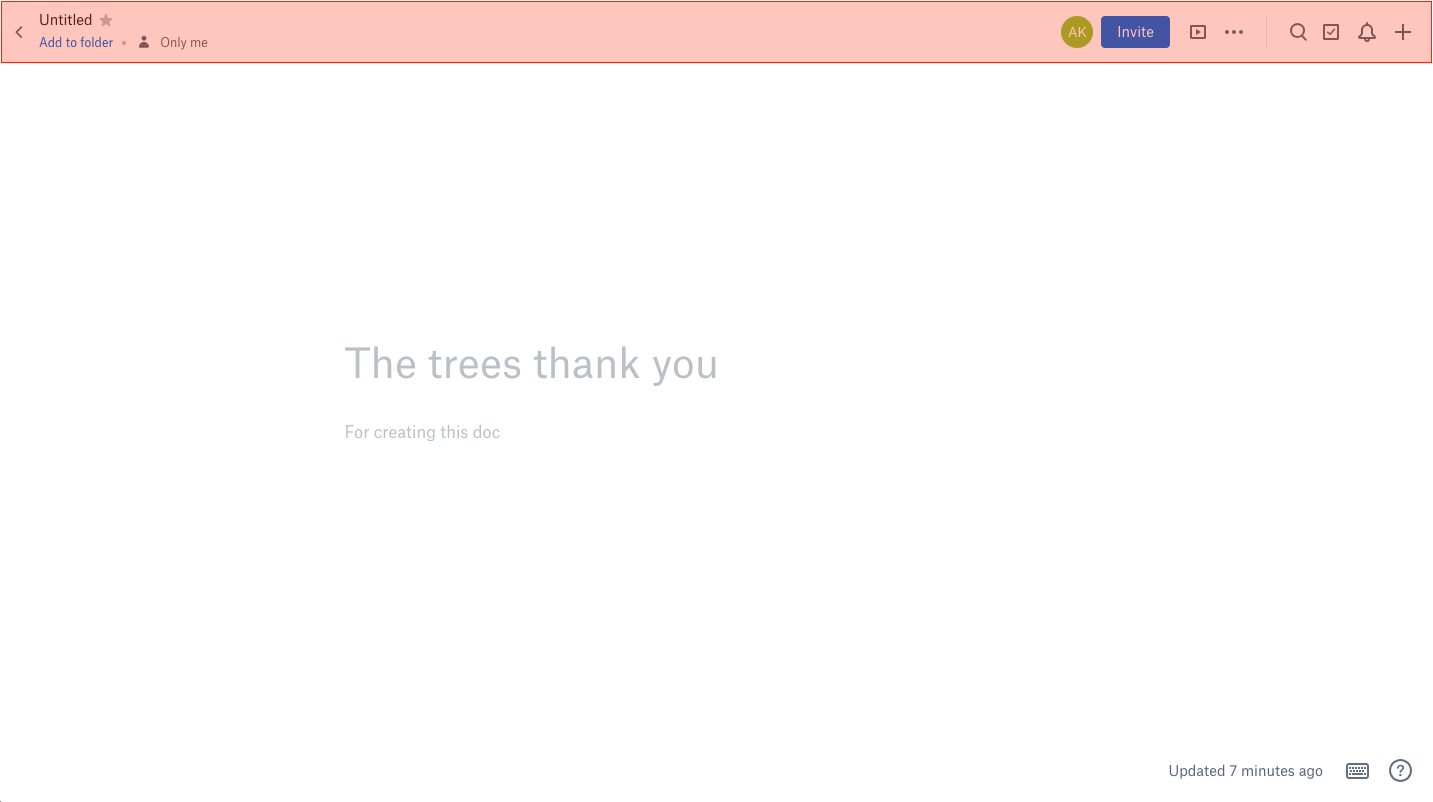 Untitled
Add to folder • Only me
AK Invite
The trees thank you
For creating this doc
Updated 7 minutes ago
?